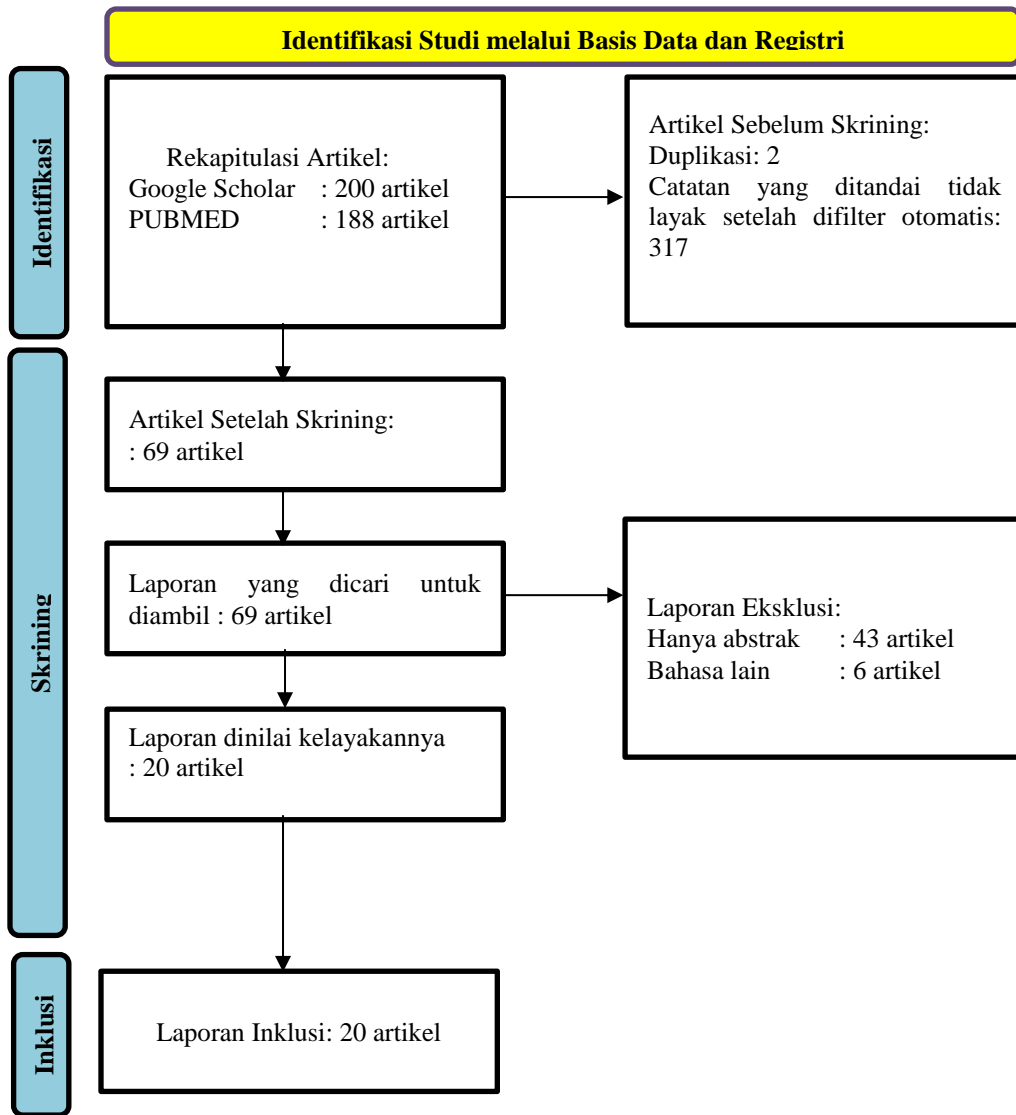 Identifikasi Studi melalui Basis Data dan Registri
Identifikasi
Rekapitulasi Artikel:
Google Scholar : 200 artikel
PUBMED : 188 artikel
Artikel Sebelum Skrining:
Duplikasi: 2
Catatan yang ditandai tidak
layak setelah difilter otomatis:
317
Skrining
Artikel Setelah Skrining:
: 69 artikel
Laporan yang dicari untuk
diambil : 69 artikel
Laporan Eksklusi:
Hanya abstrak : 43 artikel
Bahasa lain : 6 artikel
Laporan dinilai kelayakannya
: 20 artikel
Inklusi
Laporan Inklusi: 20 artikel